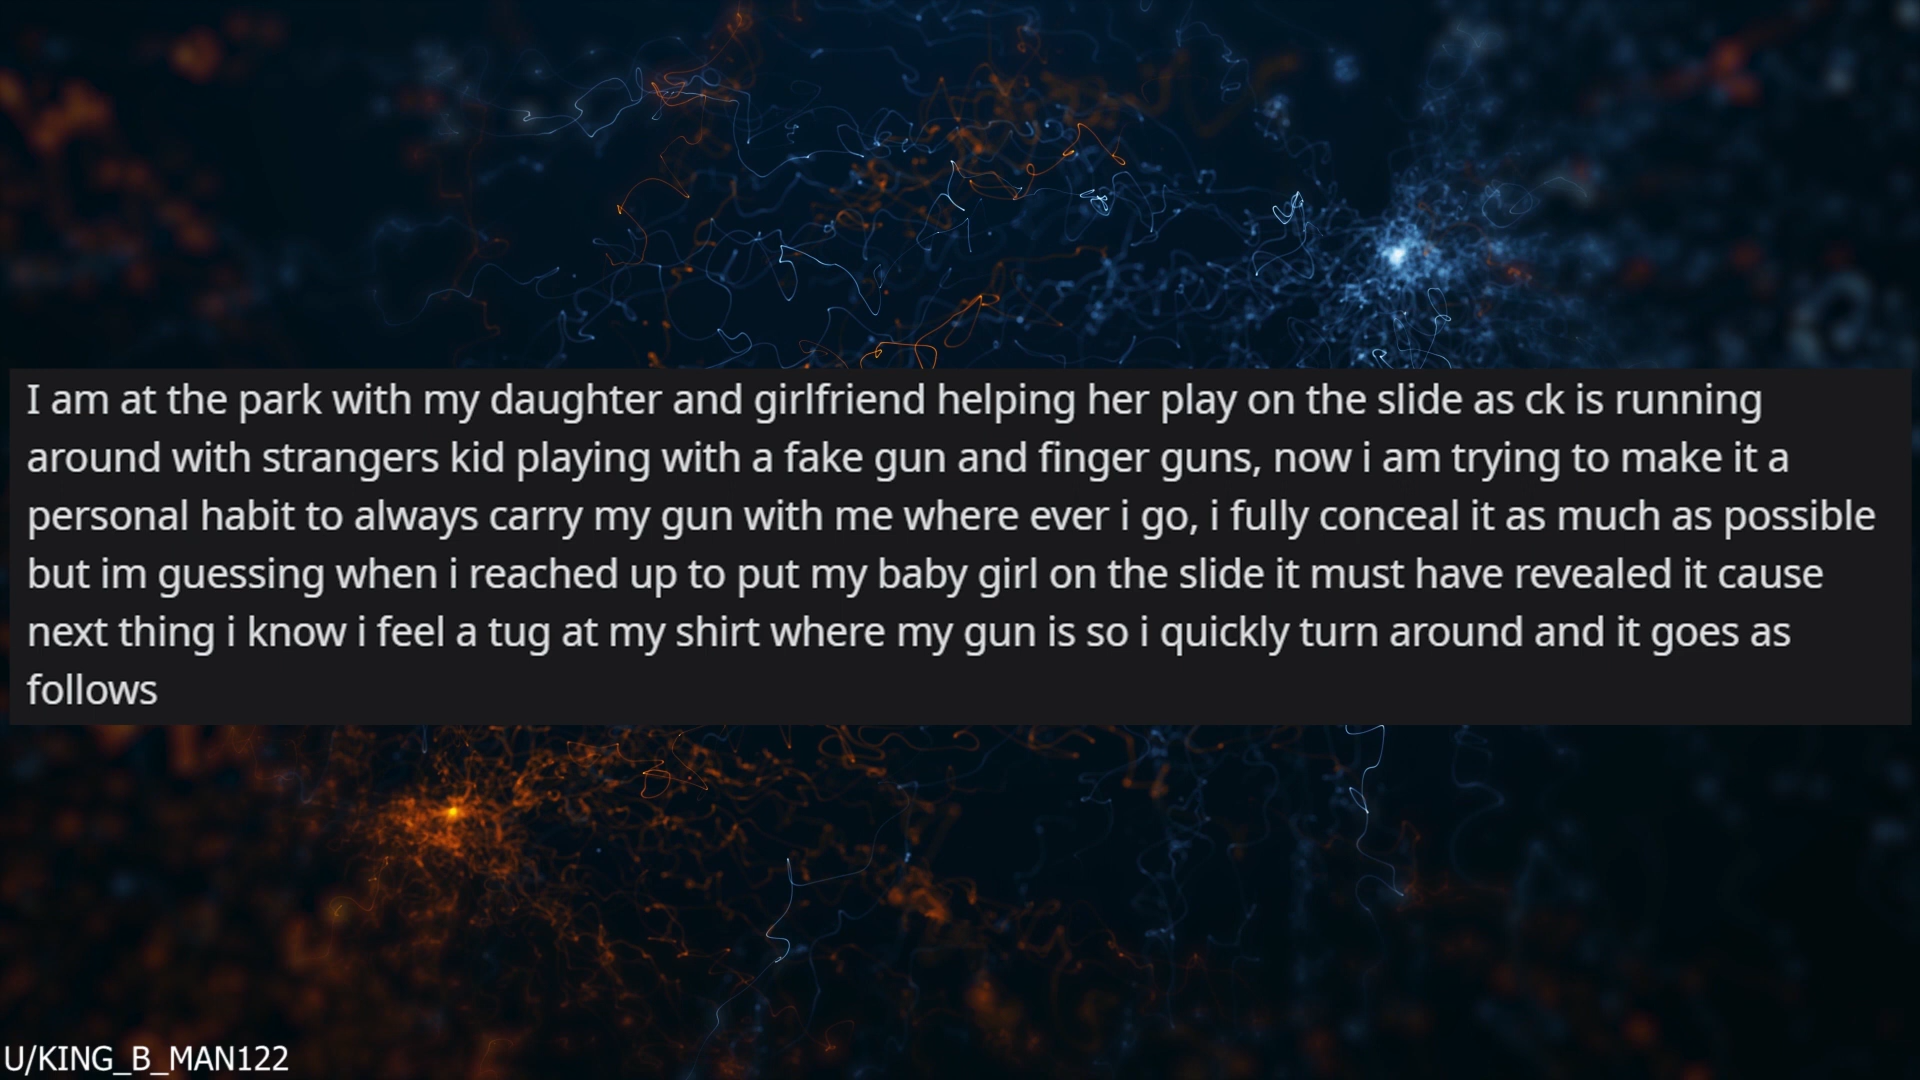 I am at the park with my daughter and girlfriend helping her play on the slide as ck is running
around with strangers kid playing with a fake gun and finger guns, now i am trying to make it a
personal habit to always carry my gun with me where ever i go, i fully conceal it as much as possible
but im guessing when i reached up to put my baby girl on the slide it must have revealed it cause
next thing i know i feel a tug at my shirt where my gun is so i quickly turn around and it goes as
follows
U/KING_B_MAN122